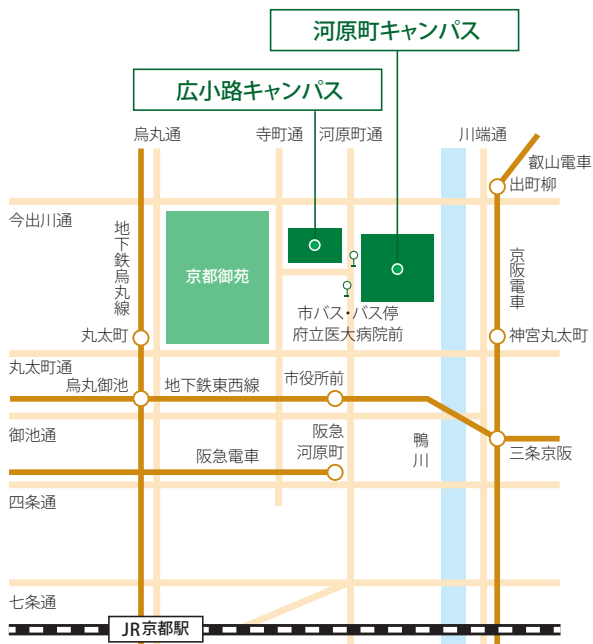 河原町キャンパス
広小路キャンパス
烏丸通
寺町通
河原町通
川端通
叡山電車
出町柳
今出川通
地下鉄烏丸線
京都御苑
京阪電車
市バス・バス停
府立医大病院前
丸太町
神宮丸太町
丸太町通
烏丸御池
地下鉄東西線
市役所前
御池通
阪急
河原町
鴨川
三条京阪
阪急電車
四条通
七条通
JR京都駅